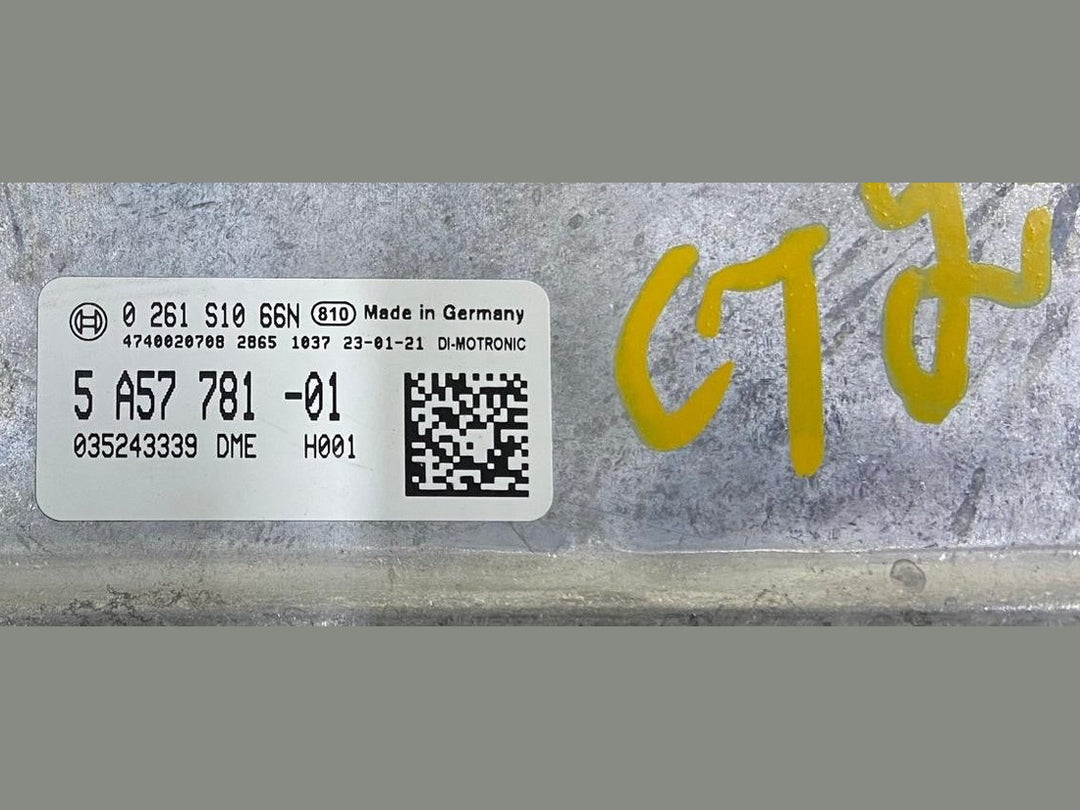 0 261 S10 66N 810 Made in Germany
4740020708 2865 1037 23-01-21 DI-MOTRONIC
5 A57 781 -01
035243339 DME H001